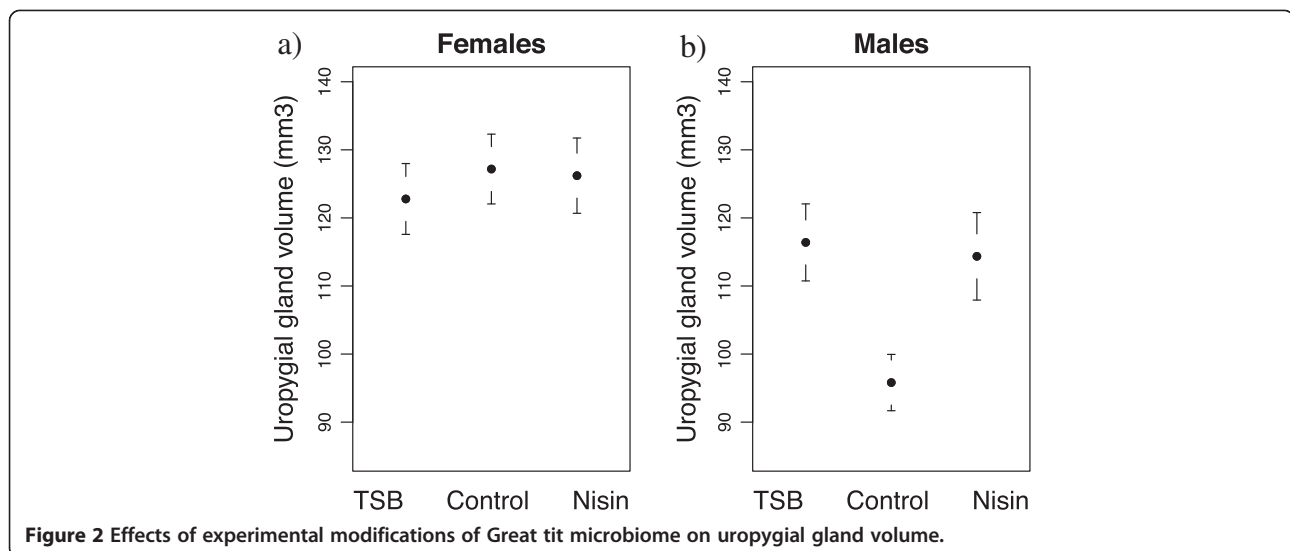 a) Females
Uropygial gland volume (mm3)
140
130
120
110
100
90
TSB Control Nisin
b) Males
Uropygial gland volume (mm3)
140
130
120
110
100
90
TSB Control Nisin
Figure 2 Effects of experimental modifications of Great tit microbiome on uropygial gland volume.